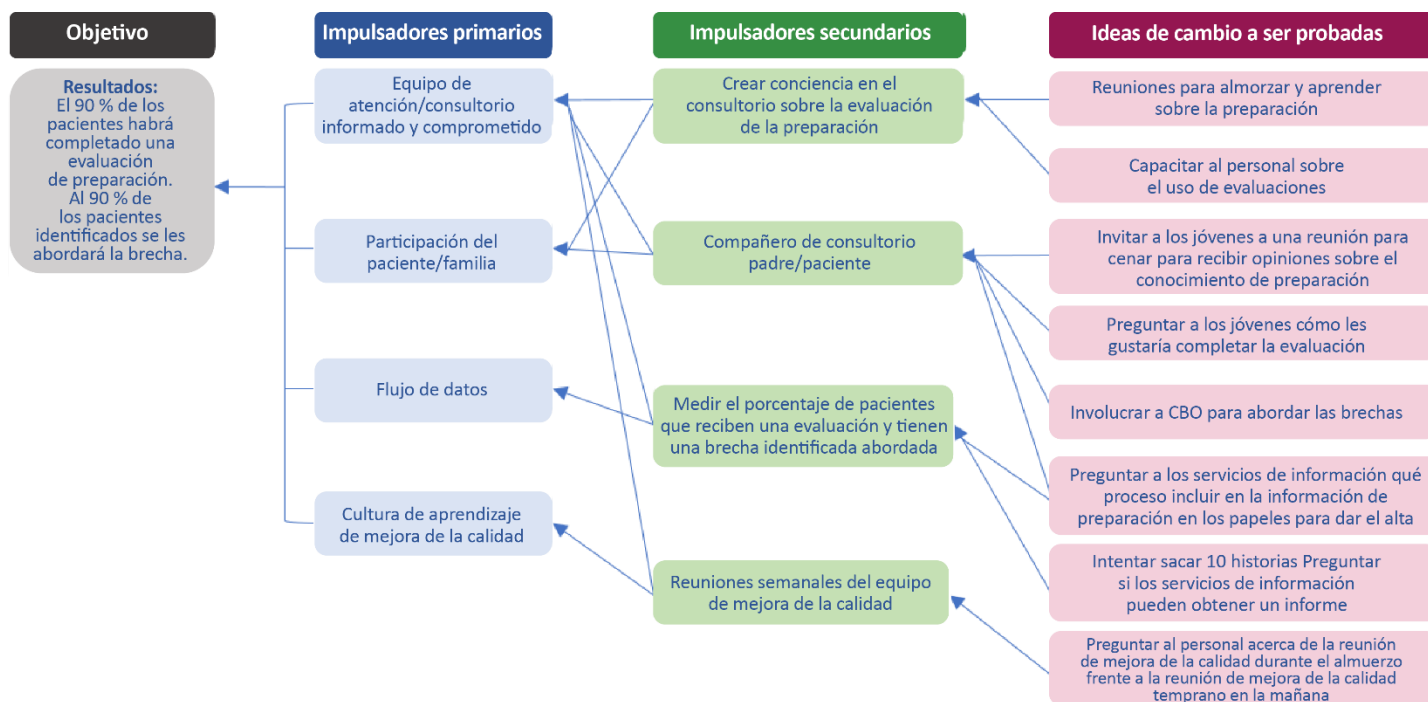 Objetivo
Resultados:
El 90 % de los
pacientes habrá
completado una
evaluación
de preparación.
Al 90 % de
los pacientes
identificados se les
abordará la brecha.
Impulsadores primarios
Equipo de
atención/consultorio
informado y comprometido
Participación del
paciente/familia
Flujo de datos
Cultura de aprendizaje
de mejora de la calidad
Impulsadores secundarios
Crear conciencia en el
consultorio sobre la evaluación
de la preparación
Compañero de consultorio
padre/paciente
Medir el porcentaje de pacientes
que reciben una evaluación y tienen
una brecha identificada abordada
Reuniones semanales del equipo
de mejora de la calidad
Ideas de cambio a ser probadas
Reuniones para almorzar y aprender
sobre la preparación
Capacitar al personal sobre
el uso de evaluaciones
Invitar a los jóvenes a una reunión para
cenar para recibir opiniones sobre el
conocimiento de preparación
Preguntar a los jóvenes cómo les
gustaría completar la evaluación
Involucrar a CBO para abordar las brechas
Preguntar a los servicios de información qué
proceso incluir en la información de
preparación en los papeles para dar el alta
Intentar sacar 10 historias Preguntar
si los servicios de información
pueden obtener un informe
Preguntar al personal acerca de la reunión
de mejora de la calidad durante el almuerzo
frente a la reunión de mejora de la calidad
temprano en la mañana